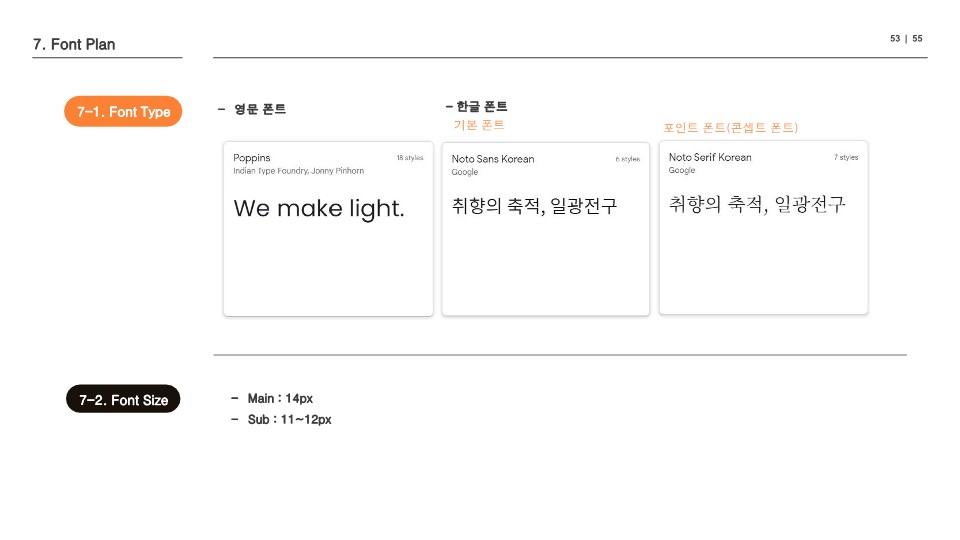 7. Font Plan
53 | 55
7-1. Font Type
- 영문 폰트
- 한글 폰트
기본 폰트
포인트 폰트(콘셉트 폰트)
Poppins
18 styles
Indian Type Foundry, Jonny Pinhorn
We make light.
Noto Sans Korean
6 styles
Google
취향의 축적, 일광전구
Noto Serif Korean
7 styles
Google
취향의 축적, 일광전구
7-2. Font Size
- Main : 14px
- Sub : 11~12px